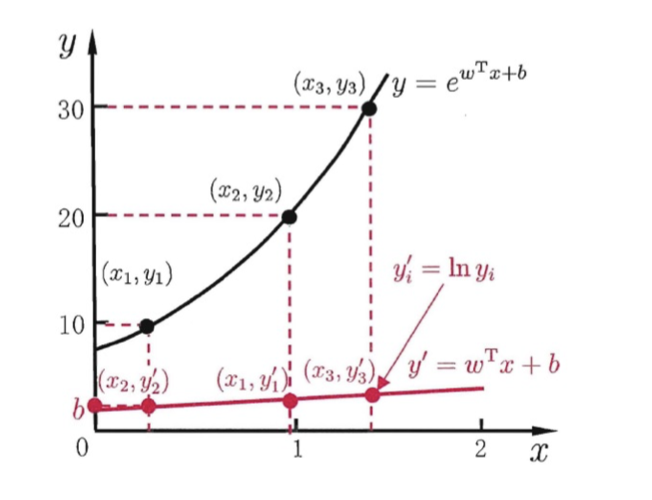 y
(x₃, y₃)
y = e^{wᵀx+b}
30
(x₂, y₂)
20
(x₁, y₁)
y′ᵢ = ln yᵢ
10
(x₂, y′₂)
(x₁, y′₁)
(x₃, y′₃)
y′ = wᵀx + b
b
0
1
2
x